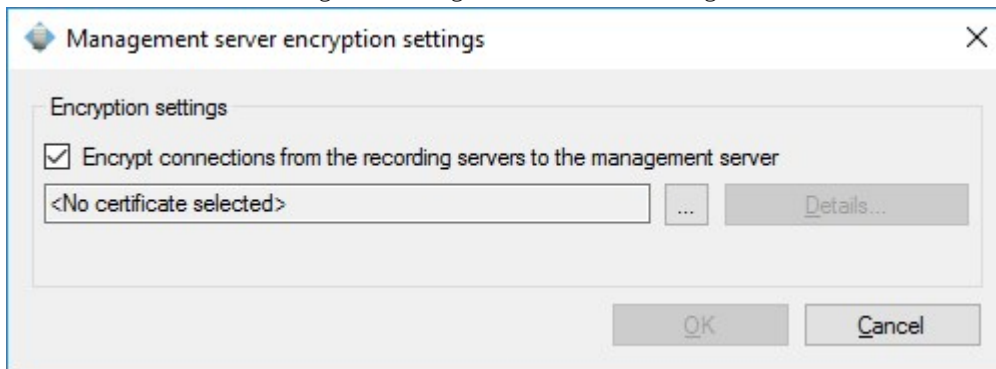 Management server encryption settings
Encryption settings
Encrypt connections from the recording servers to the management server
<No certificate selected>
...
Details...
OK
Cancel